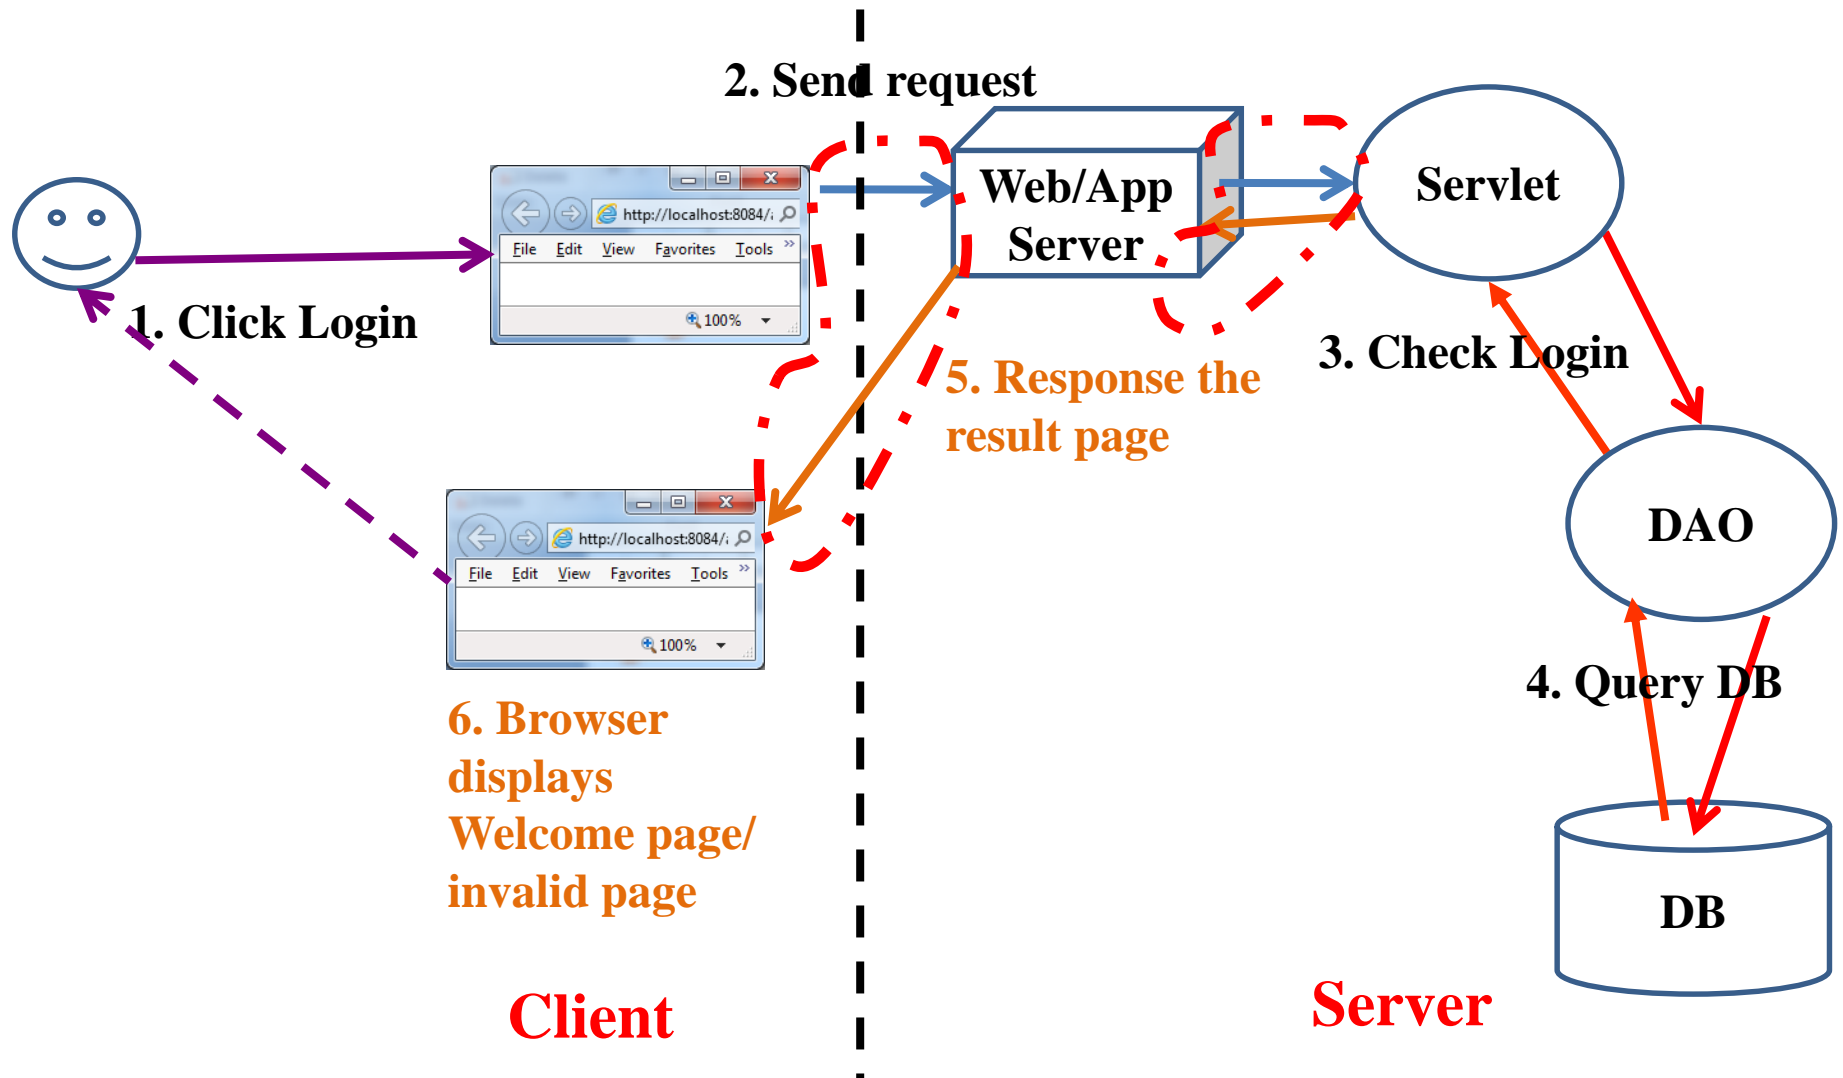 2. Send request
http://localhost:8084/
File Edit View Favorites Tools »
100%
1. Click Login
Web/App
Server
Servlet
3. Check Login
5. Response the
result page
DAO
http://localhost:8084/
File Edit View Favorites Tools »
100%
4. Query DB
6. Browser
displays
Welcome page/
invalid page
DB
Client
Server